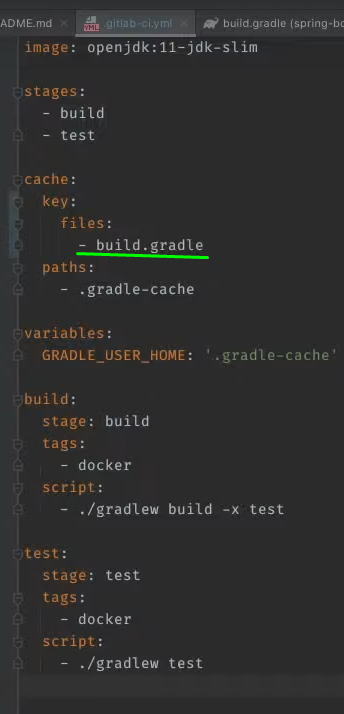 ADME.md × .gitlab-ci.yml × build.gradle (spring-bo
image: openjdk:11-jdk-slim
stages:
- build
- test
cache:
key:
files:
- build.gradle
paths:
- .gradle-cache
variables:
GRADLE_USER_HOME: '.gradle-cache'
build:
stage: build
tags:
- docker
script:
- ./gradlew build -x test
test:
stage: test
tags:
- docker
script:
- ./gradlew test